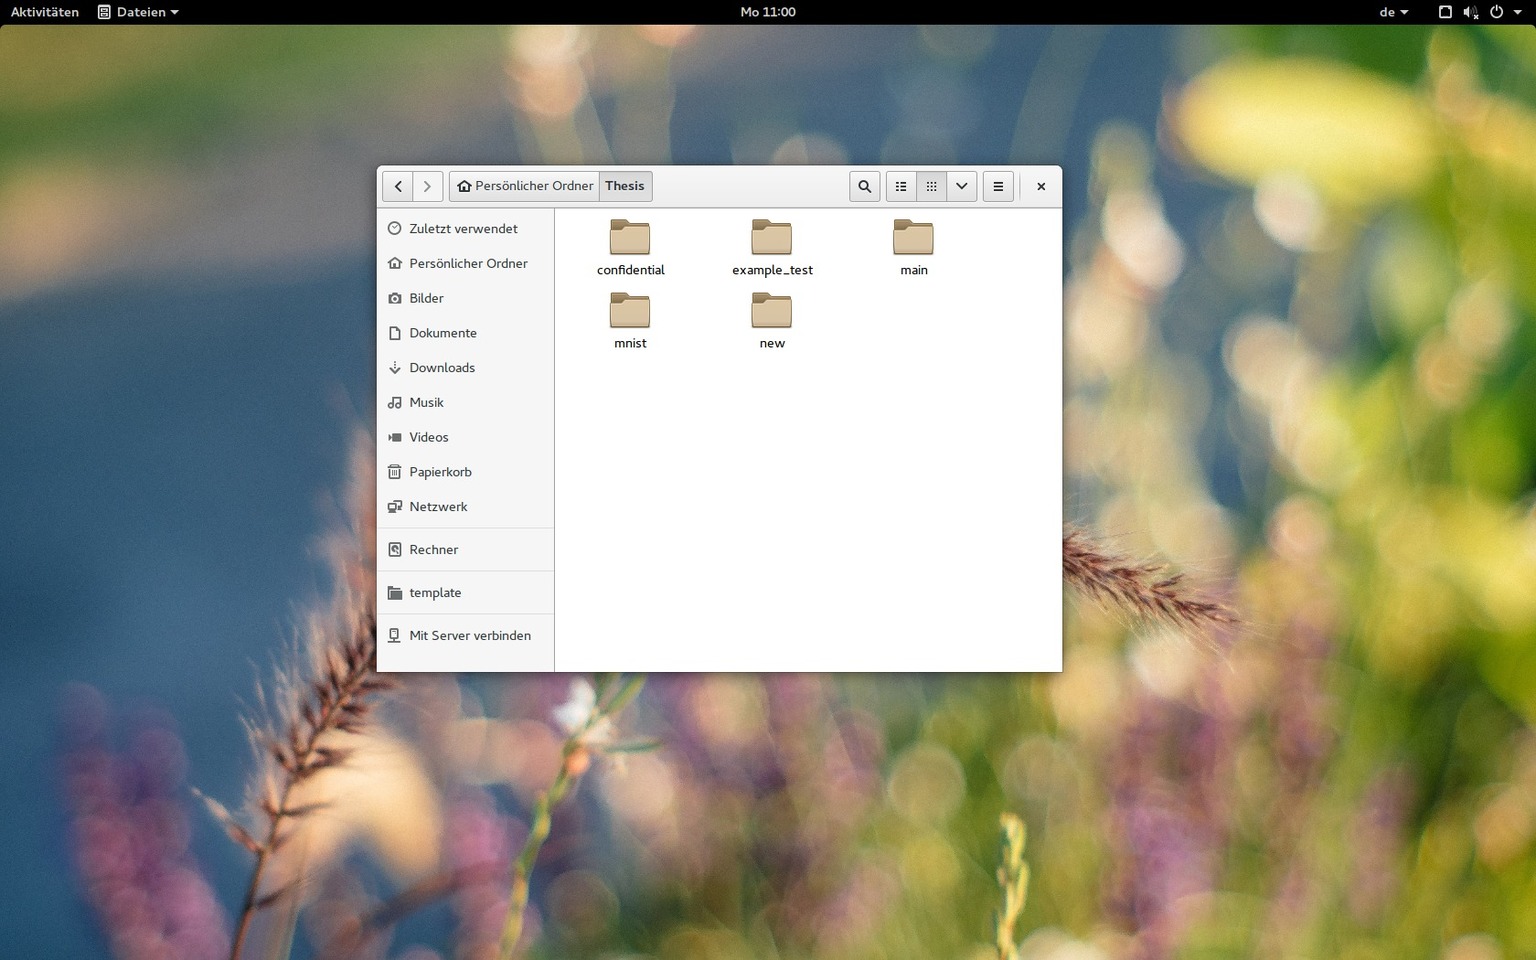 Aktivitäten Dateien Mo 11:00 de
Persönlicher Ordner Thesis
Zuletzt verwendet
Persönlicher Ordner
Bilder
Dokumente
Downloads
Musik
Videos
Papierkorb
Netzwerk
Rechner
template
Mit Server verbinden
confidential example_test main
mnist new